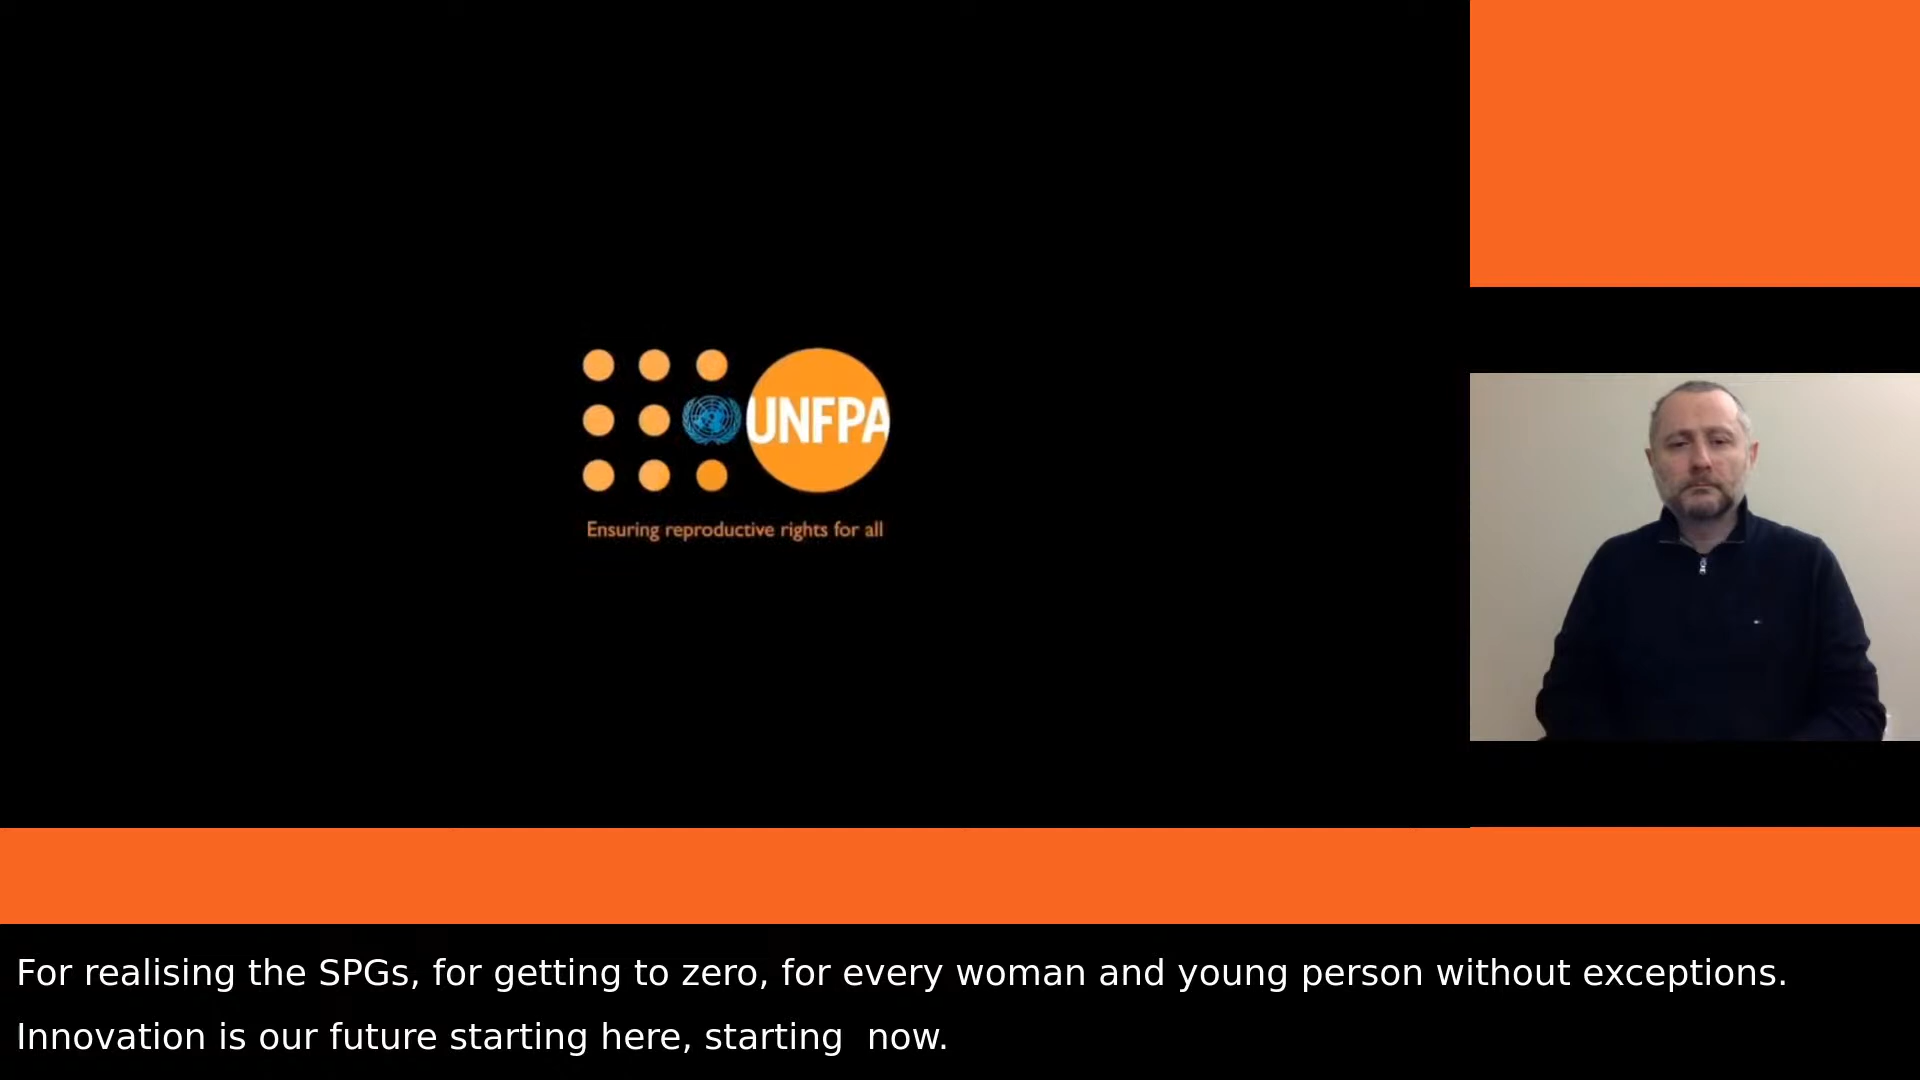 UNFPA
Ensuring reproductive rights for all
For realising the SPGs, for getting to zero, for every woman and young person without exceptions.
Innovation is our future starting here, starting  now.